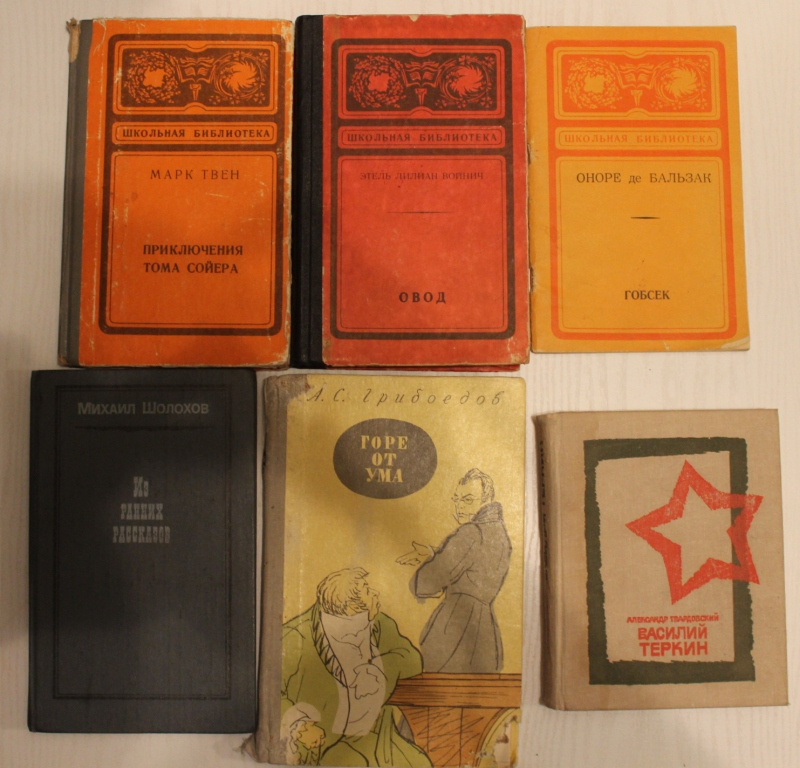 ШКОЛЬНАЯ БИБЛИОТЕКА
МАРК ТВЕН
ПРИКЛЮЧЕНИЯ
ТОМА СОЙЕРА
ШКОЛЬНАЯ БИБЛИОТЕКА
ЭТЕЛЬ ЛИЛИАН ВОЙНИЧ
ОВОД
ШКОЛЬНАЯ БИБЛИОТЕКА
ОНОРЕ де БАЛЬЗАК
ГОБСЕК
МИХАИЛ ШОЛОХОВ
Из
ранних
рассказов
А. С. Грибоедов
ГОРЕ
ОТ
УМА
АЛЕКСАНДР ТВАРДОВСКИЙ
ВАСИЛИЙ
ТЕРКИН